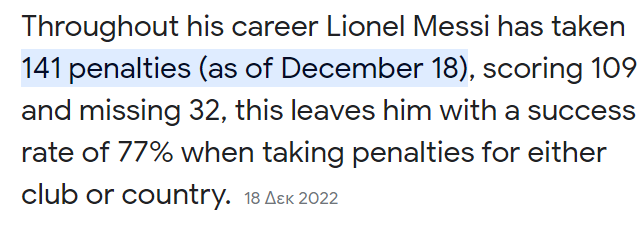 Throughout his career Lionel Messi has taken
141 penalties (as of December 18), scoring 109
and missing 32, this leaves him with a success
rate of 77% when taking penalties for either
club or country. 18 Δεκ 2022